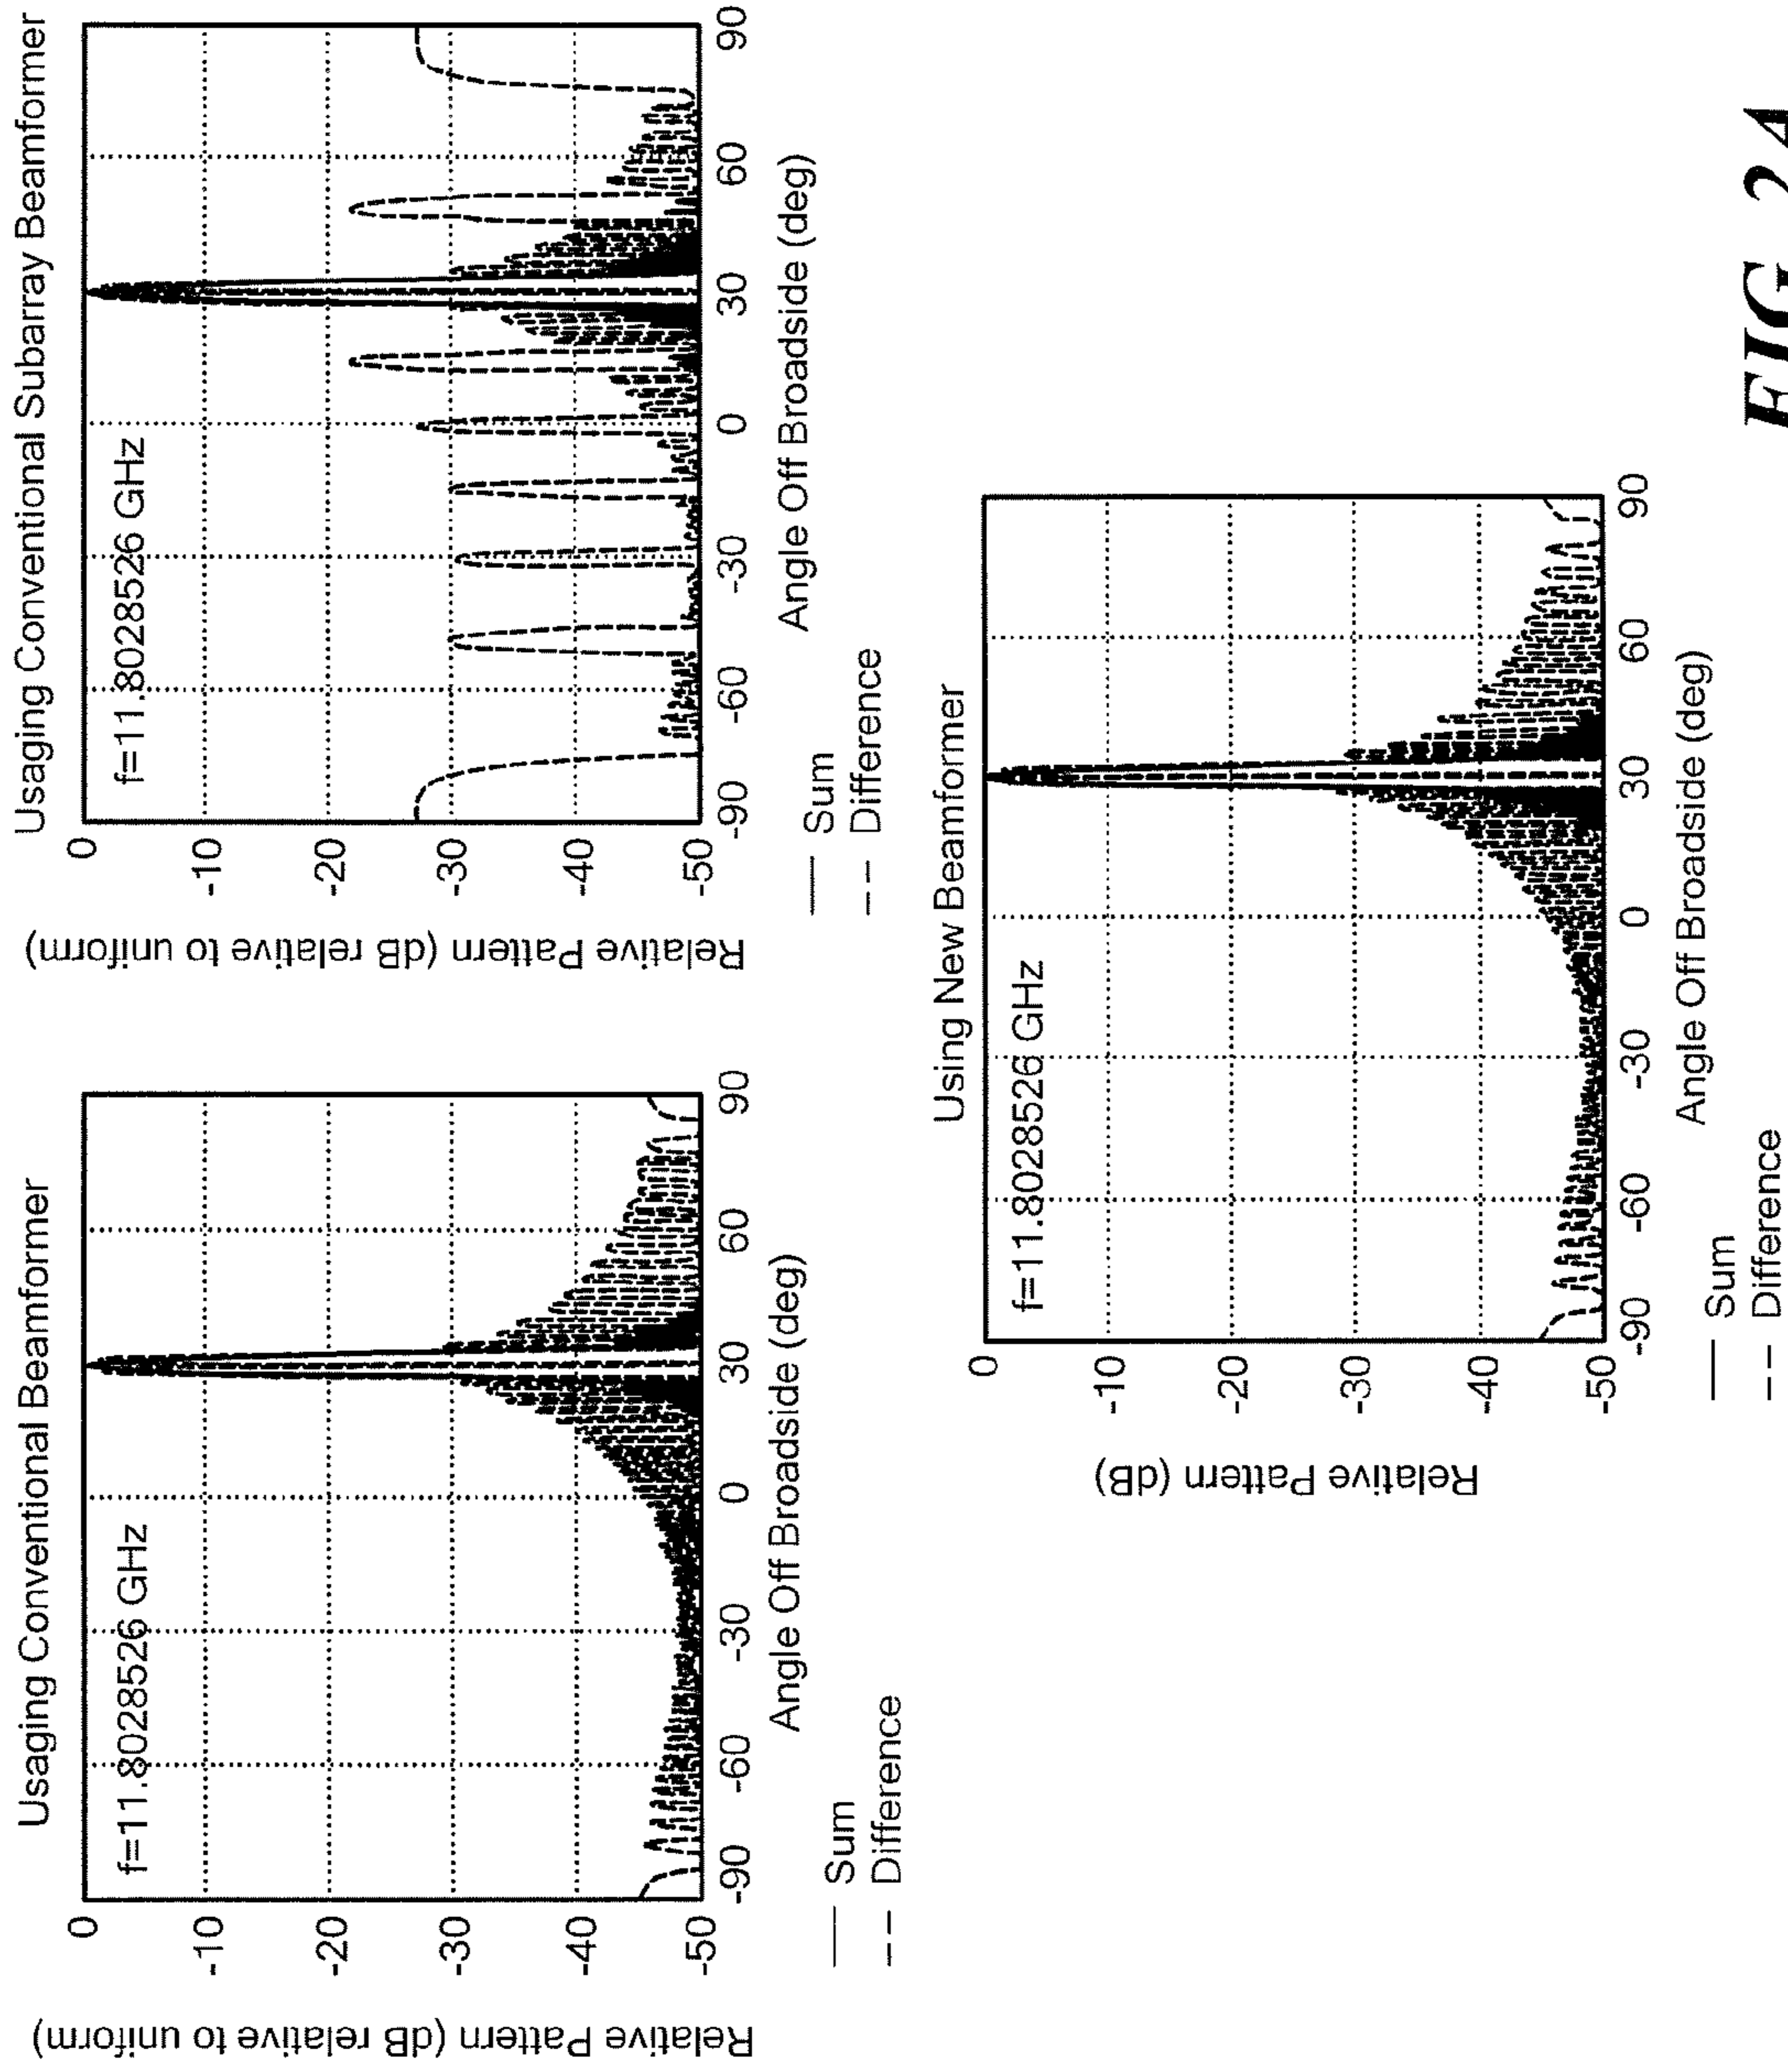 Usaging Conventional Beamformer
Relative Pattern (dB relative to uniform)
0
-10
-20
-30
-40
-50
f=11.8028526 GHz
-90
-60
-30
0
30
60
90
Angle Off Broadside (deg)
Sum
Difference
Usaging Conventional Subarray Beamformer
Relative Pattern (dB relative to uniform)
0
-10
-20
-30
-40
-50
f=11.8028526 GHz
-90
-60
-30
0
30
60
90
Angle Off Broadside (deg)
Sum
Difference
Using New Beamformer
Relative Pattern (dB)
0
-10
-20
-30
-40
-50
f=11.8028526 GHz
-90
-60
-30
0
30
60
90
Angle Off Broadside (deg)
Sum
Difference
FIG. 2A